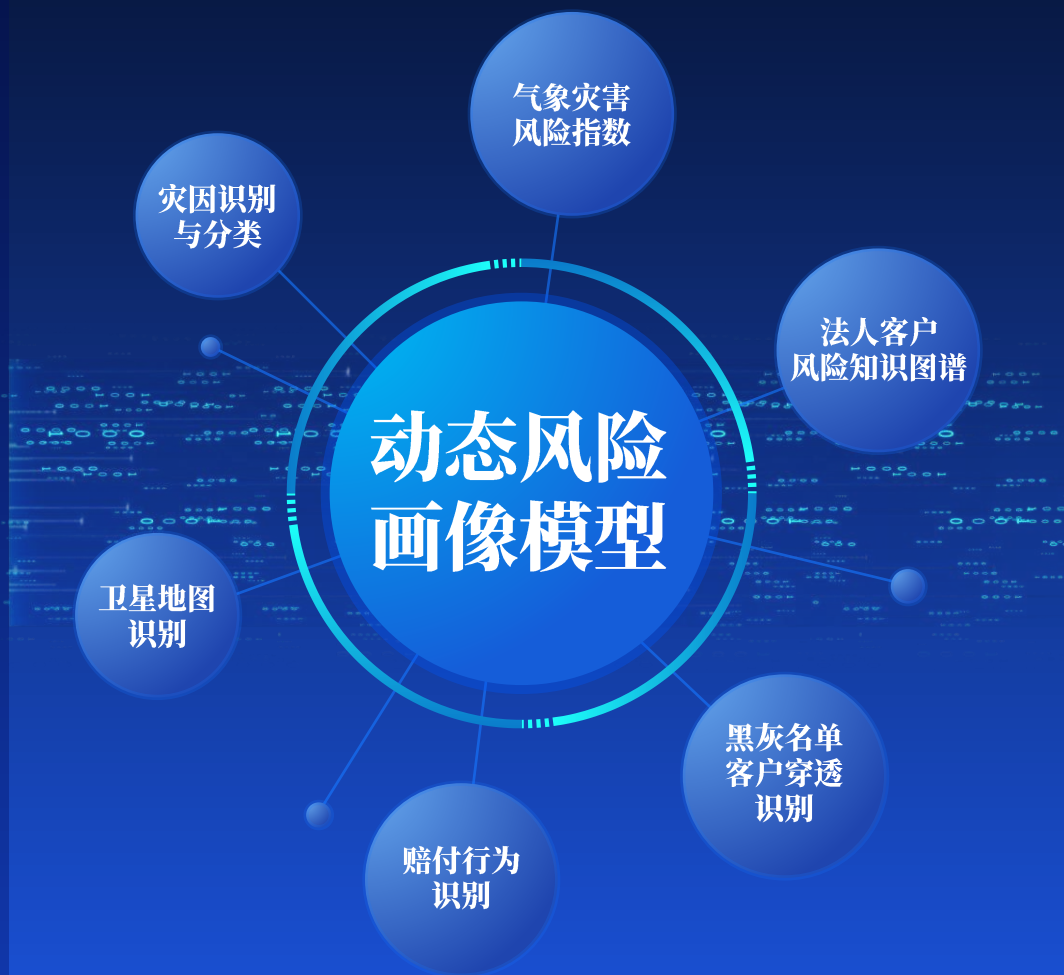 气象灾害
风险指数
灾因识别
与分类
法人客户
风险知识图谱
动态风险
画像模型
卫星地图
识别
黑灰名单
客户穿透
识别
赔付行为
识别